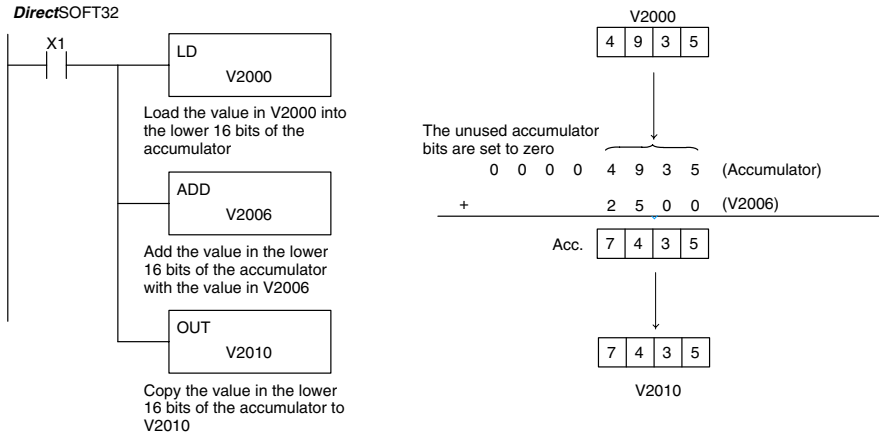 DirectSOFT32
X1
LD
V2000
Load the value in V2000 into
the lower 16 bits of the
accumulator
ADD
V2006
Add the value in the lower
16 bits of the accumulator
with the value in V2006
OUT
V2010
Copy the value in the lower
16 bits of the accumulator to
V2010
V2000
4 9 3 5
The unused accumulator
bits are set to zero
0 0 0 0 4 9 3 5 (Accumulator)
+ 2 5 0 0 (V2006)
Acc. 7 4 3 5
7 4 3 5
V2010